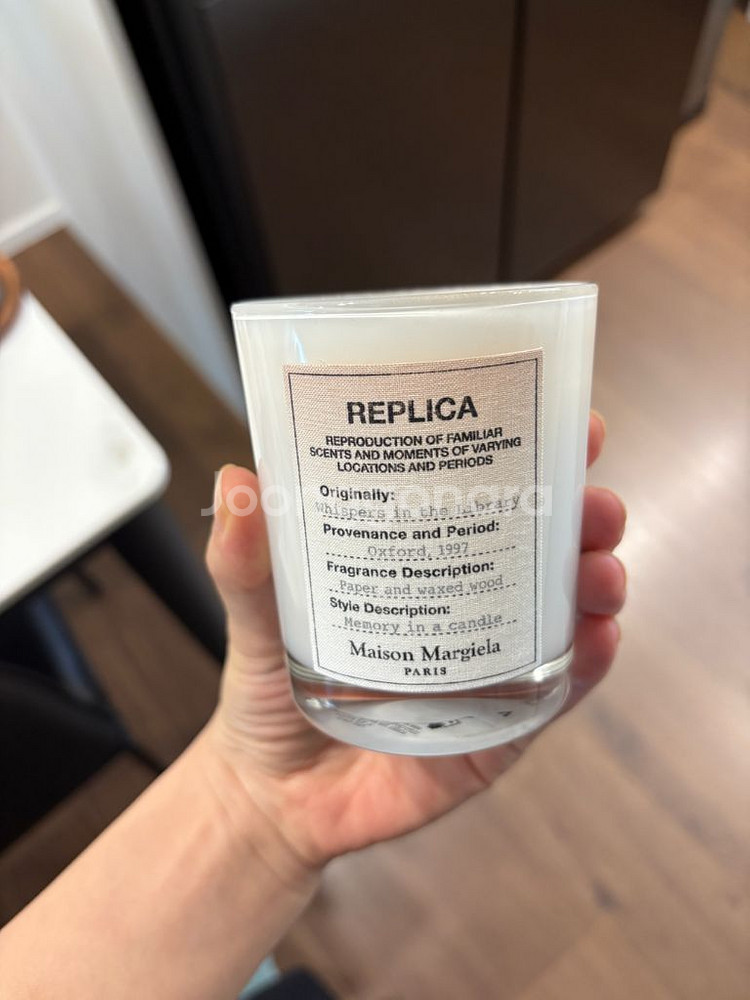 REPLICA
REPRODUCTION OF FAMILIAR
SCENTS AND MOMENTS OF VARYING
LOCATIONS AND PERIODS
Originally:
Whispers in the Library
Provenance and Period:
Oxford, 1997
Fragrance Description:
Paper and waxed wood
Style Description:
Memory in a candle
Maison Margiela
PARIS